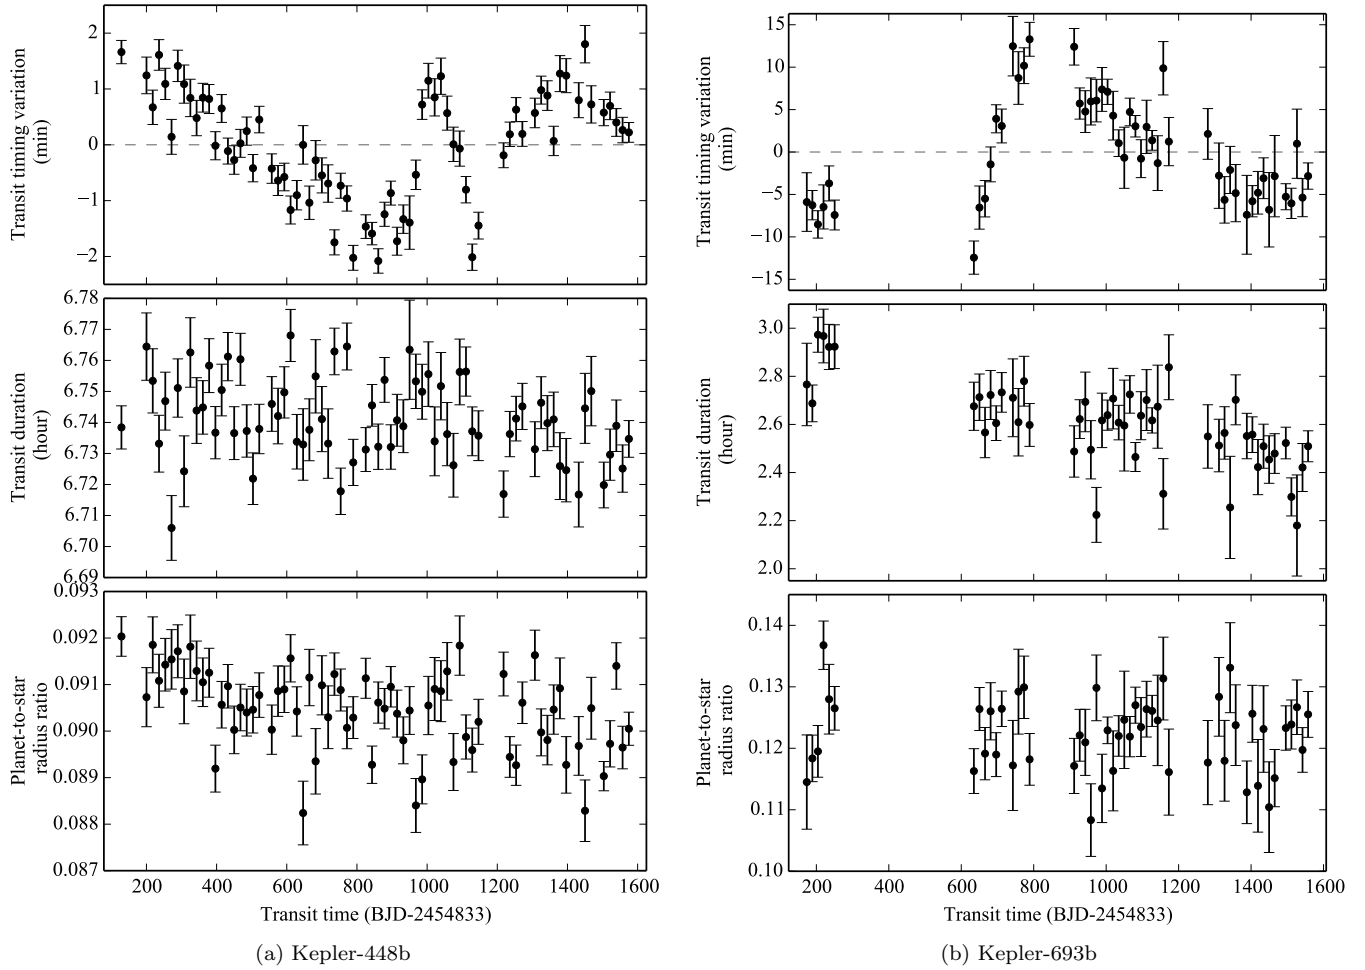 2
1
0
−1
−2
Transit timing variation
(min)
6.78
6.77
6.76
6.75
6.74
6.73
6.72
6.71
6.70
6.69
Transit duration
(hour)
0.093
0.092
0.091
0.090
0.089
0.088
0.087
Planet-to-star
radius ratio
200 400 600 800 1000 1200 1400 1600
Transit time (BJD-2454833)
(a) Kepler-448b
15
10
5
0
−5
−10
−15
Transit timing variation
(min)
3.0
2.8
2.6
2.4
2.2
2.0
Transit duration
(hour)
0.14
0.13
0.12
0.11
0.10
Planet-to-star
radius ratio
200 400 600 800 1000 1200 1400 1600
Transit time (BJD-2454833)
(b) Kepler-693b